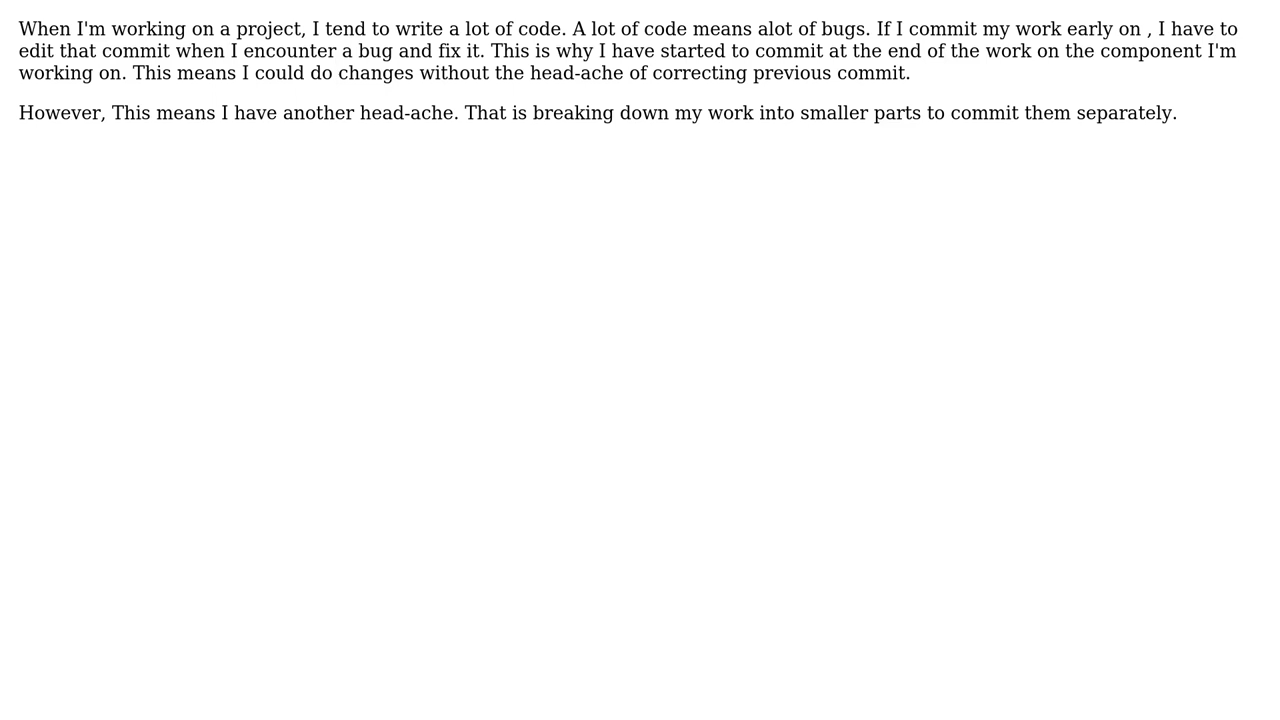 When I'm working on a project, I tend to write a lot of code. A lot of code means alot of bugs. If I commit my work early on , I have to
edit that commit when I encounter a bug and fix it. This is why I have started to commit at the end of the work on the component I'm
working on. This means I could do changes without the head-ache of correcting previous commit.
However, This means I have another head-ache. That is breaking down my work into smaller parts to commit them separately.